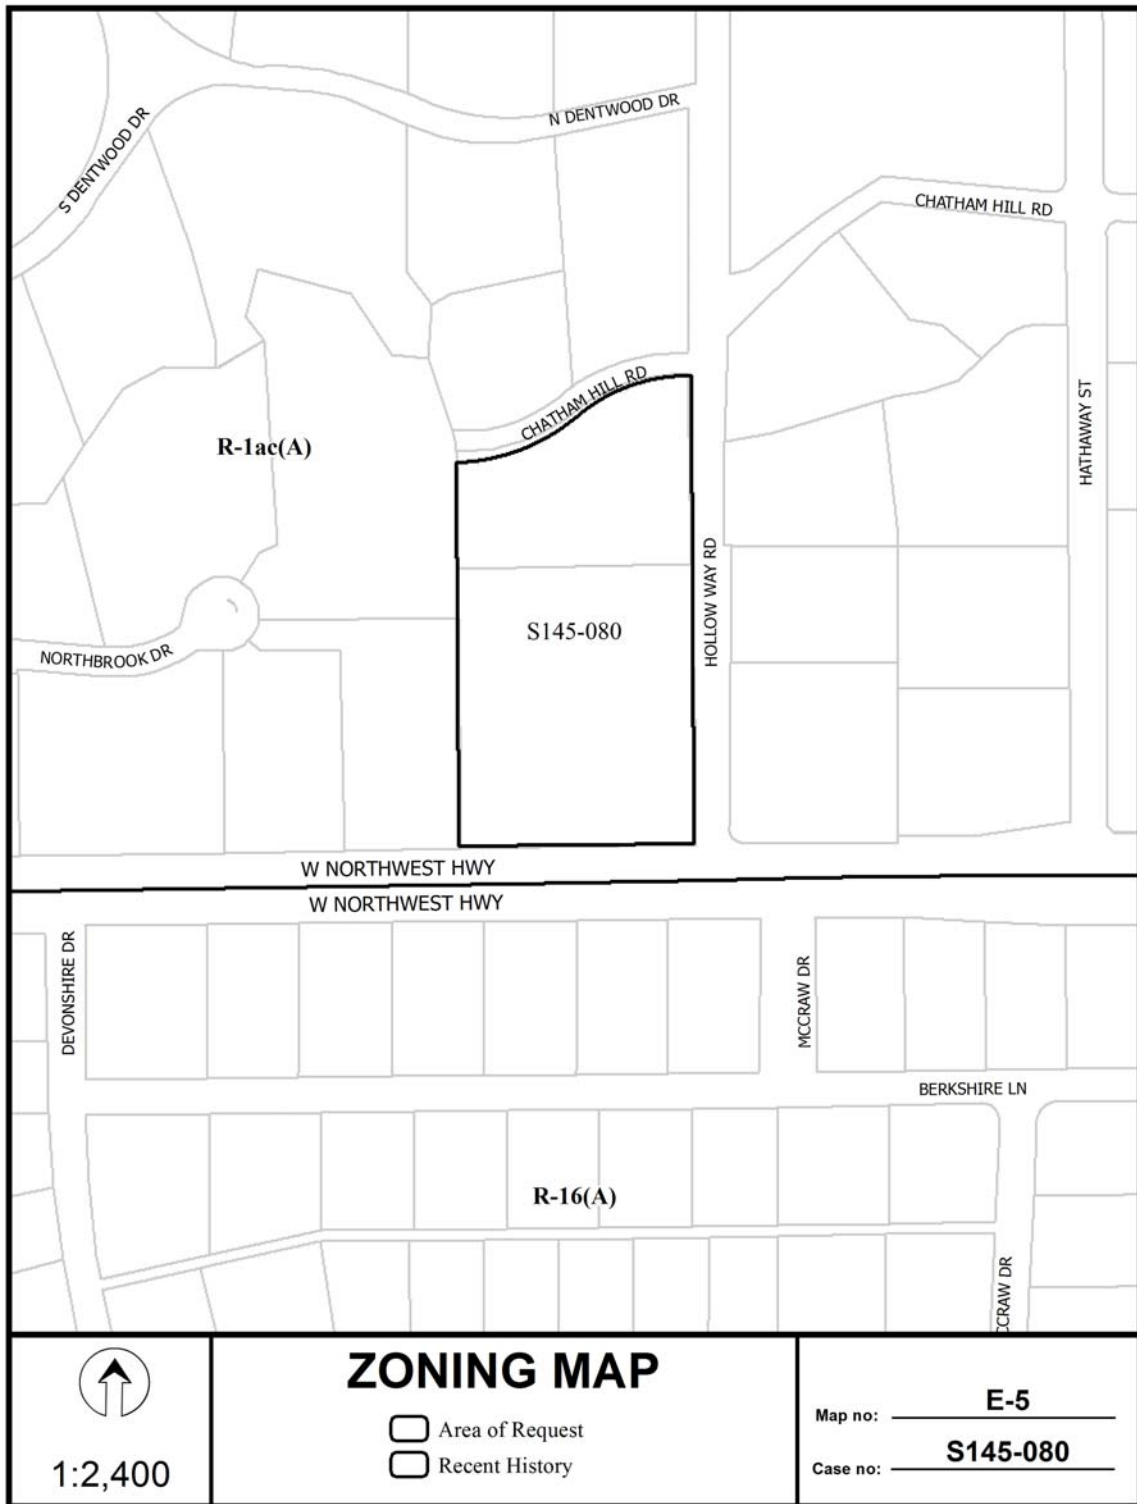 N DENTWOOD DR
S DENTWOOD DR
CHATHAM HILL RD
CHATHAM HILL RD
HATHAWAY ST
R-1ac(A)
HOLLOW WAY RD
S145-080
NORTHBROOK DR
W NORTHWEST HWY
W NORTHWEST HWY
DEVONSHIRE DR
MCCRAW DR
BERKSHIRE LN
R-16(A)
CCRAW DR
1:2,400
ZONING MAP
Area of Request
Recent History
Map no: E-5
Case no: S145-080